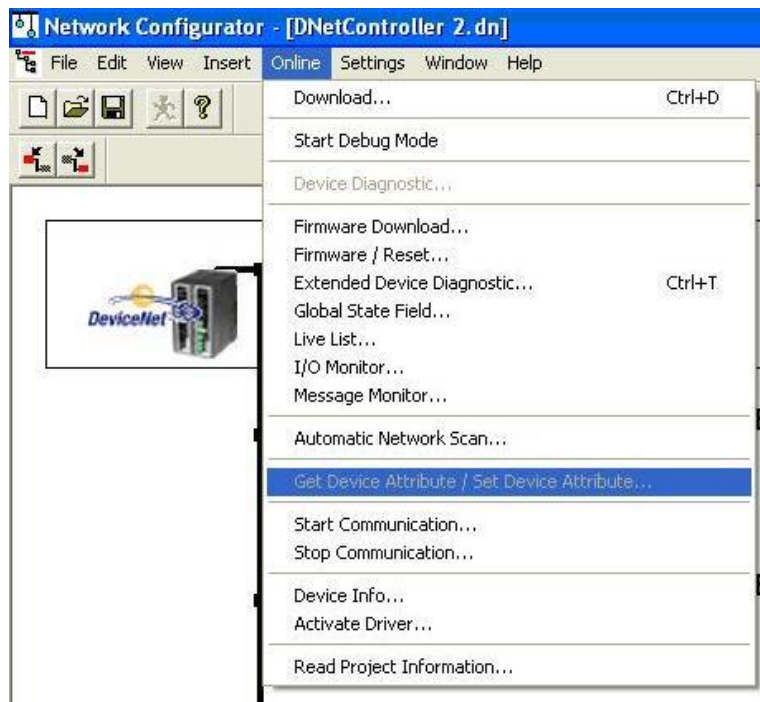 Network Configurator - [DNetController 2.dn]
File Edit View Insert Online Settings Window Help
Download... Ctrl+D
Start Debug Mode
Device Diagnostic...
Firmware Download...
Firmware / Reset...
Extended Device Diagnostic... Ctrl+T
Global State Field...
Live List...
I/O Monitor...
Message Monitor...
Automatic Network Scan...
Get Device Attribute / Set Device Attribute...
Start Communication...
Stop Communication...
Device Info...
Activate Driver...
Read Project Information...
DeviceNet